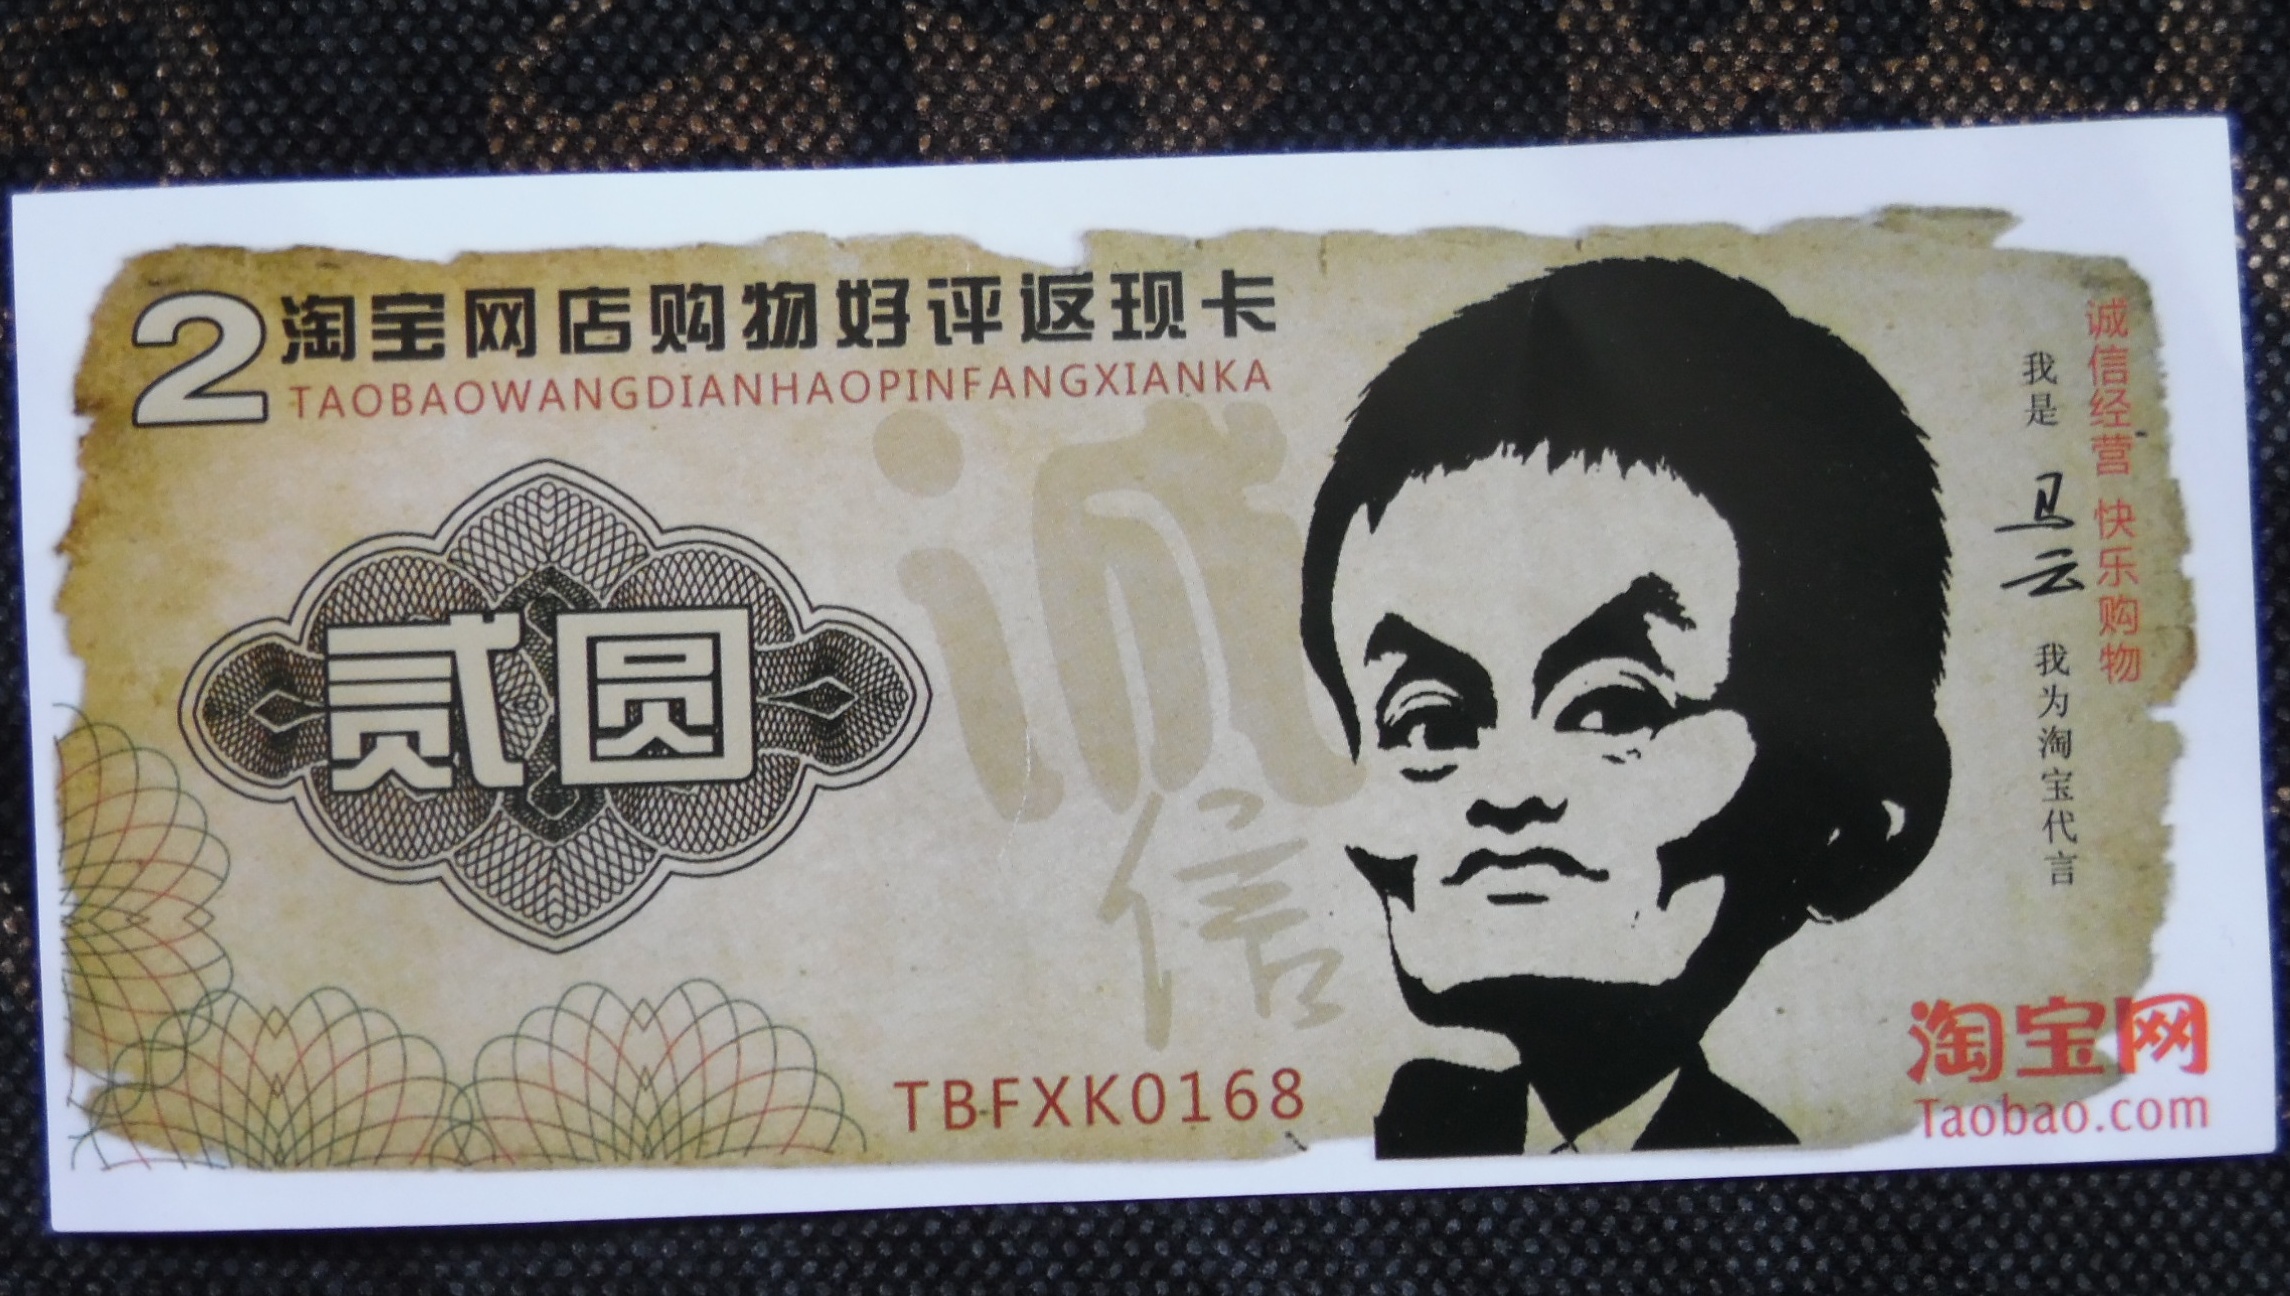 2淘宝网店购物好评返现卡
TAOBAOWANGDIANHAOPINFANGXIANKA
贰圆
诚信
TBFXK0168
诚信经营 快乐购物
我是 马云 我为淘宝代言
淘宝网
Taobao.com